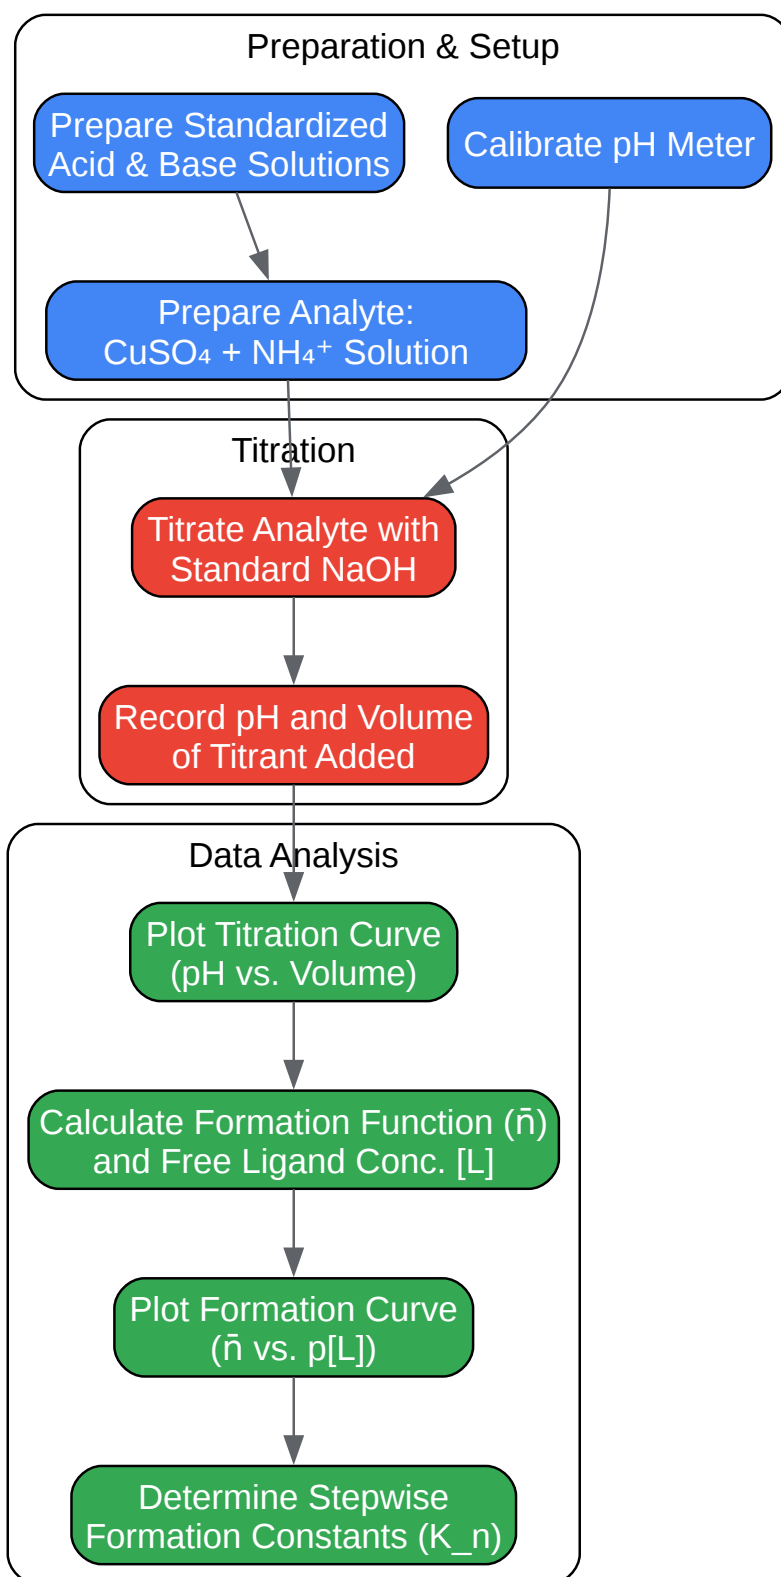 Preparation & Setup
Prepare Standardized
Acid & Base Solutions
Calibrate pH Meter
Prepare Analyte:
CuSO₄ + NH₄⁺ Solution
Titration
Titrate Analyte with
Standard NaOH
Record pH and Volume
of Titrant Added
Data Analysis
Plot Titration Curve
(pH vs. Volume)
Calculate Formation Function (n̄)
and Free Ligand Conc. [L]
Plot Formation Curve
(n̄ vs. p[L])
Determine Stepwise
Formation Constants (K_n)